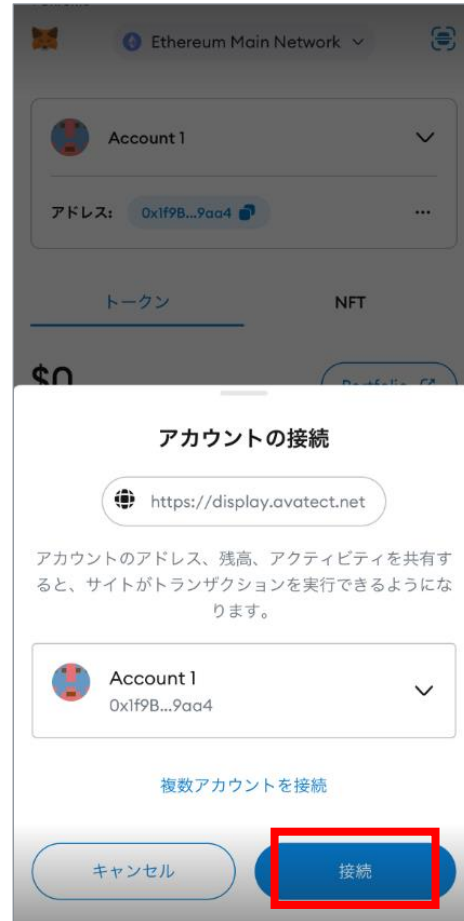 Ethereum Main Network
Account 1
アドレス: 0x1f9B...9aa4
...
トークン NFT
$0
Portfolio
アカウントの接続
https://display.avatect.net
アカウントのアドレス、残高、アクティビティを共有す
ると、サイトがトランザクションを実行できるようにな
ります。
Account 1
0x1f9B...9aa4
複数アカウントを接続
キャンセル 接続